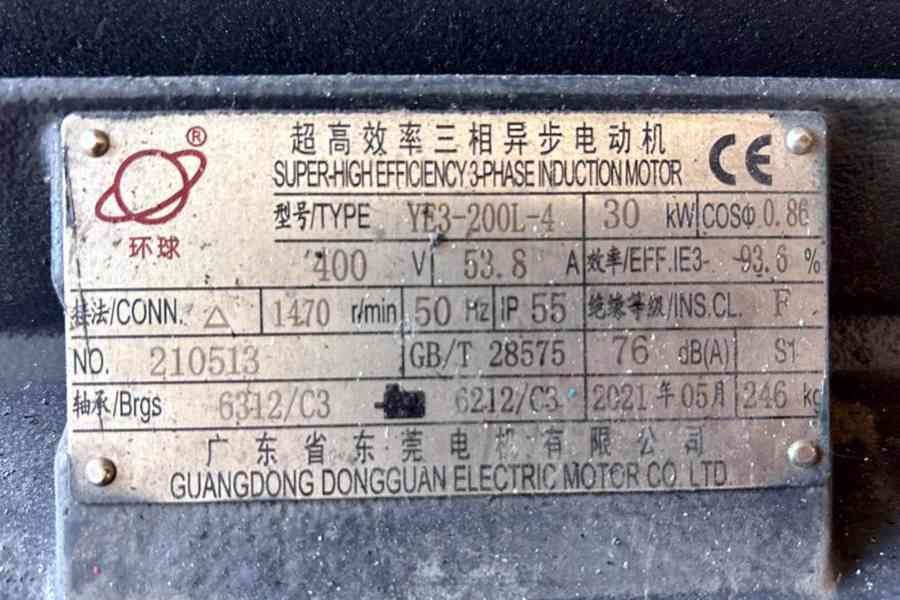 超高效率三相异步电动机
SUPER-HIGH EFFICIENCY 3-PHASE INDUCTION MOTOR
CE
®
环球
型号/TYPE YE3-200L-4 30 kW COSΦ 0.86
400 V 53.8 A 效率/EFF.IE3- 93.6 %
接法/CONN. △ 1470 r/min 50 Hz IP 55 绝缘等级/INS.CL. F
NO. 210513 GB/T 28575 76 dB(A) S1
轴承/Brgs 6312/C3 6212/C3 2021年05月 246 kg
广东省东莞电机有限公司
GUANGDONG DONGGUAN ELECTRIC MOTOR CO. LTD.